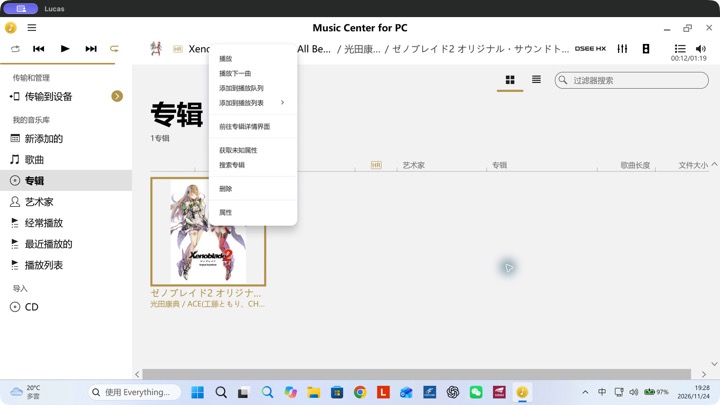 Lucas
Music Center for PC
HR Xeno
All Be... / 光田康... / ゼノブレイド2 オリジナル・サウンドト...
DSEE HX
00:12/01:19
传输和管理
传输到设备
我的音乐库
新添加的
歌曲
专辑
艺术家
经常播放
最近播放的
播放列表
导入
CD
过滤器搜索
专辑
1专辑
HR 艺术家 专辑 歌曲长度 文件大小
播放
播放下一曲
添加到播放队列
添加到播放列表
前往专辑详情界面
获取未知属性
搜索专辑
删除
属性
Xenoblade 2
ゼノブレイド2 オリジナ...
光田康典 / ACE(工藤ともり、CH...
20°C
多云
使用 Everything...
中
97%
19:28
2026/11/24